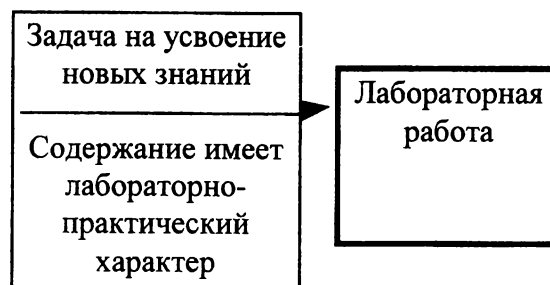 Задача на усвоение
новых знаний
Содержание имеет
лабораторно-
практический
характер
Лабораторная
работа